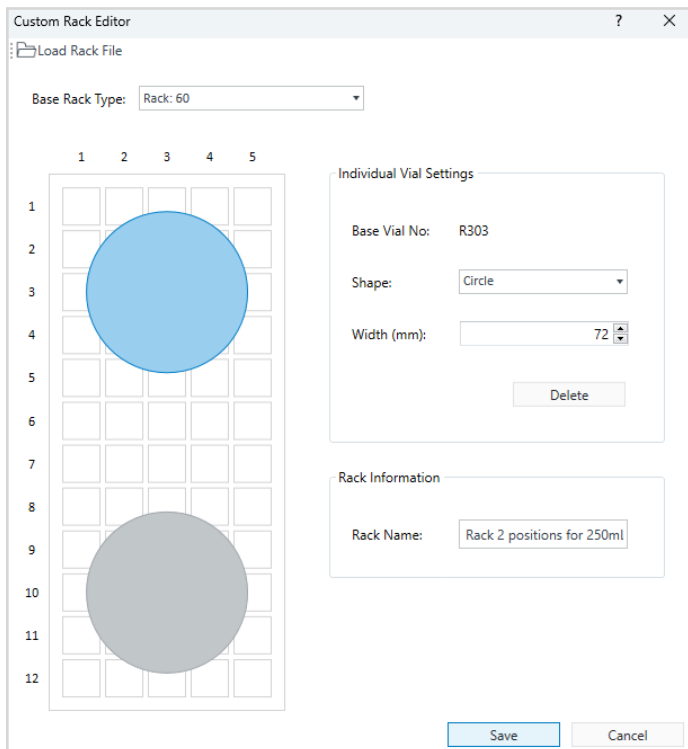 Custom Rack Editor ? X
Load Rack File
Base Rack Type: Rack: 60
1 2 3 4 5
1
2
3
4
5
6
7
8
9
10
11
12
Individual Vial Settings
Base Vial No: R303
Shape: Circle
Width (mm): 72
Delete
Rack Information
Rack Name: Rack 2 positions for 250ml
Save Cancel